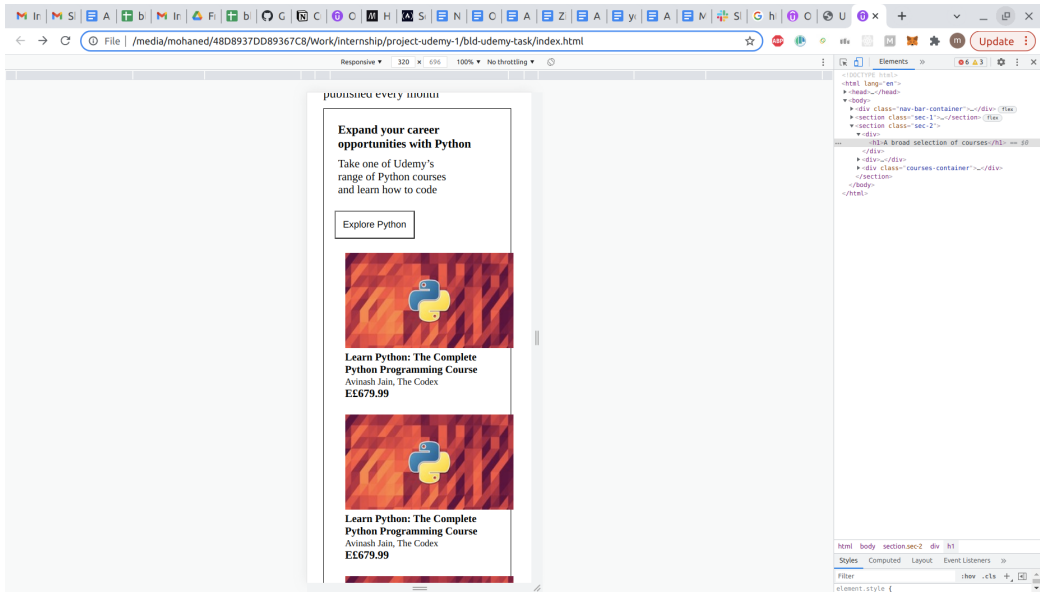 In
S
A
b
In
F
b
G
C
O
H
S
N
O
A
Z
A
y
A
N
S
G h
O
U
File | /media/mohaned/48D8937DD89367C8/Work/internship/project-udemy-1/bld-udemy-task/index.html
ABP
M
m
Update
Responsive ▼ 320 × 696 100% ▼ No throttling ▼
Elements » 6 3
<!DOCTYPE html>
<html lang="en">
▶<head>…</head>
▼<body>
▶<div class="nav-bar-container">…</div> flex
▶<section class="sec-1">…</section> flex
▼<section class="sec-2">
▼<div>
… <h1>A broad selection of courses</h1> == $0
</div>
▶<div>…</div>
▶<div class="courses-container">…</div>
</section>
</body>
</html>
published every month
Expand your career
opportunities with Python
Take one of Udemy’s
range of Python courses
and learn how to code
Explore Python
Learn Python: The Complete
Python Programming Course
Avinash Jain, The Codex
E£679.99
Learn Python: The Complete
Python Programming Course
Avinash Jain, The Codex
E£679.99
html body section.sec-2 div h1
Styles Computed Layout Event Listeners »
Filter :hov .cls +
element.style {